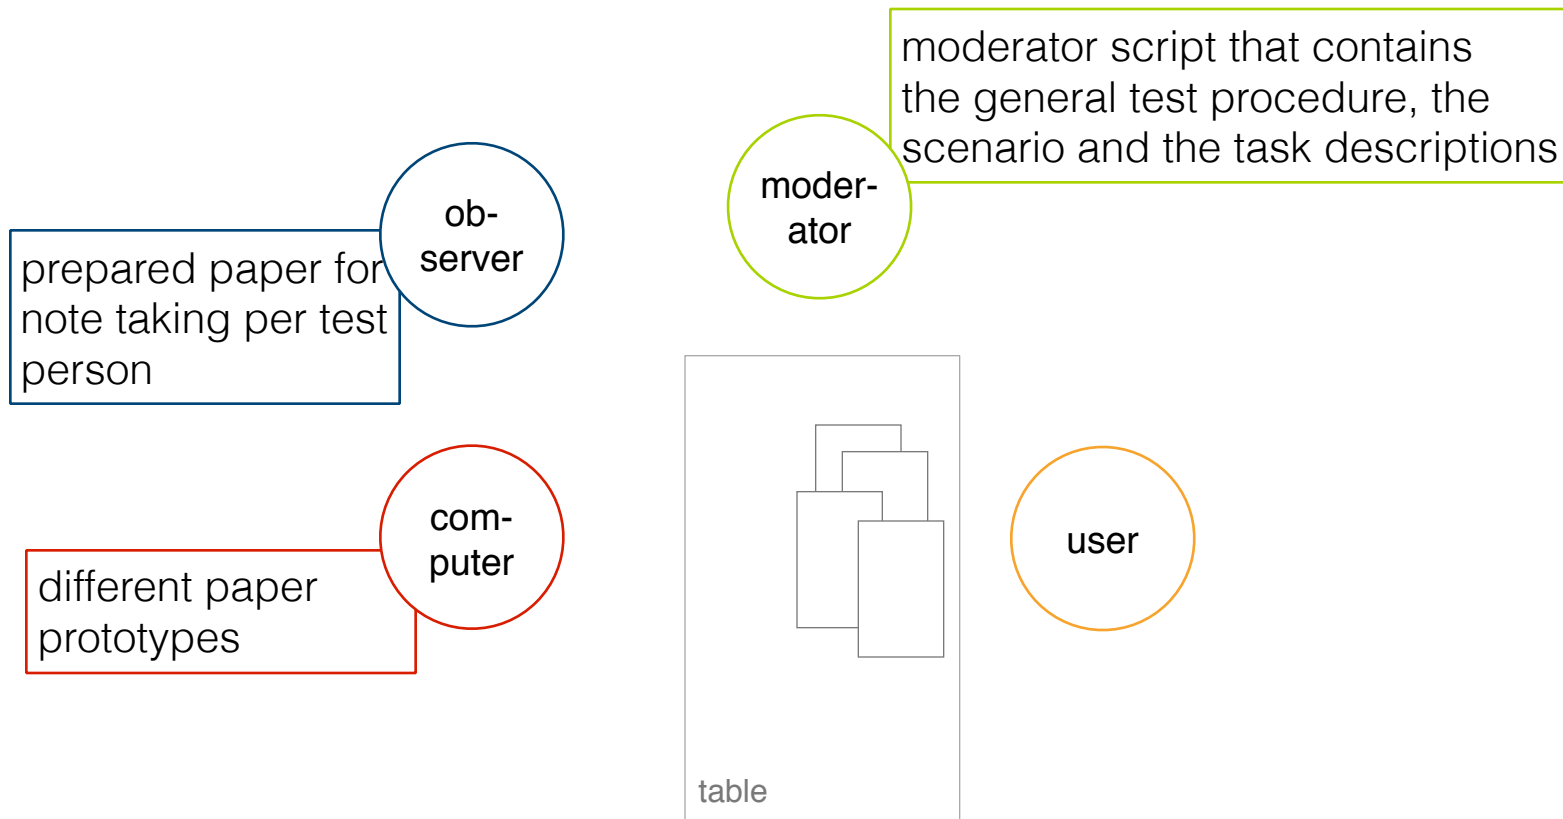 moderator script that contains
the general test procedure, the
scenario and the task descriptions
moder-
ator
ob-
server
prepared paper for
note taking per test
person
com-
puter
different paper
prototypes
user
table